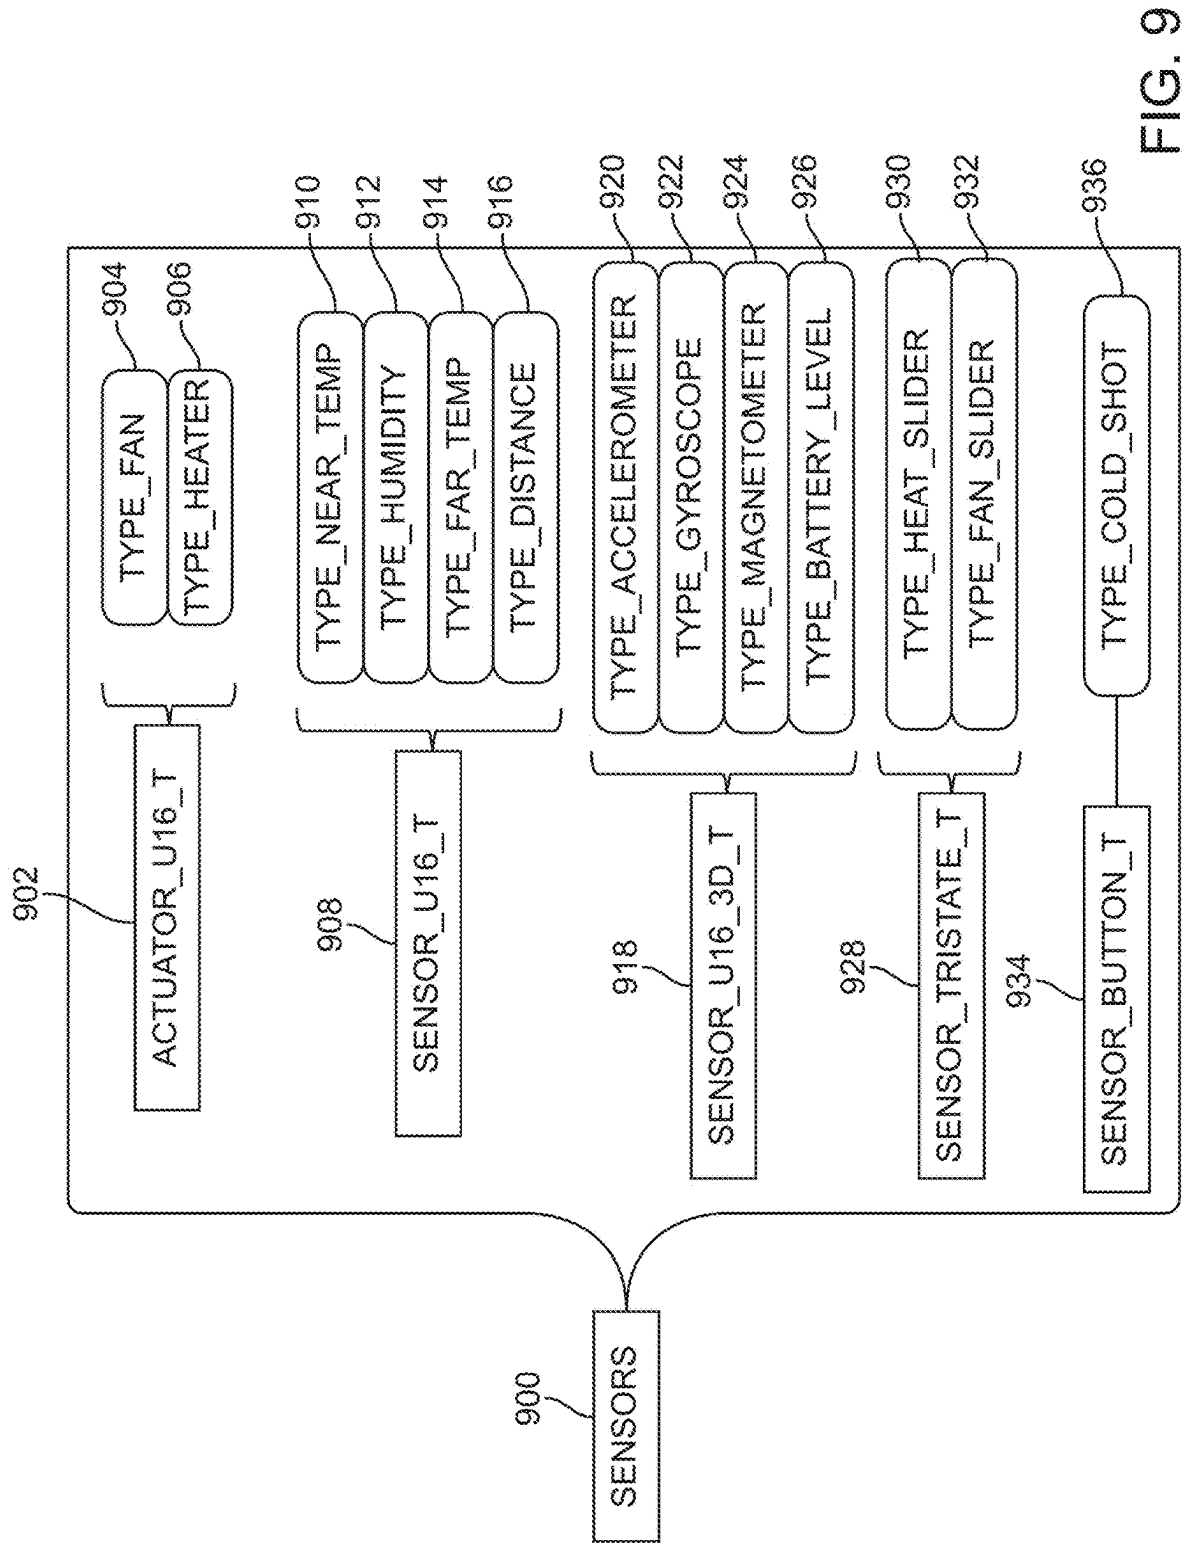 900
SENSORS
902
ACTUATOR_U16_T
904
TYPE_FAN
906
TYPE_HEATER
908
SENSOR_U16_T
910
TYPE_NEAR_TEMP
912
TYPE_HUMIDITY
914
TYPE_FAR_TEMP
916
TYPE_DISTANCE
918
SENSOR_U16_3D_T
920
TYPE_ACCELEROMETER
922
TYPE_GYROSCOPE
924
TYPE_MAGNETOMETER
926
TYPE_BATTERY_LEVEL
928
SENSOR_TRISTATE_T
930
TYPE_HEAT_SLIDER
932
TYPE_FAN_SLIDER
934
SENSOR_BUTTON_T
936
TYPE_COLD_SHOT
FIG. 9